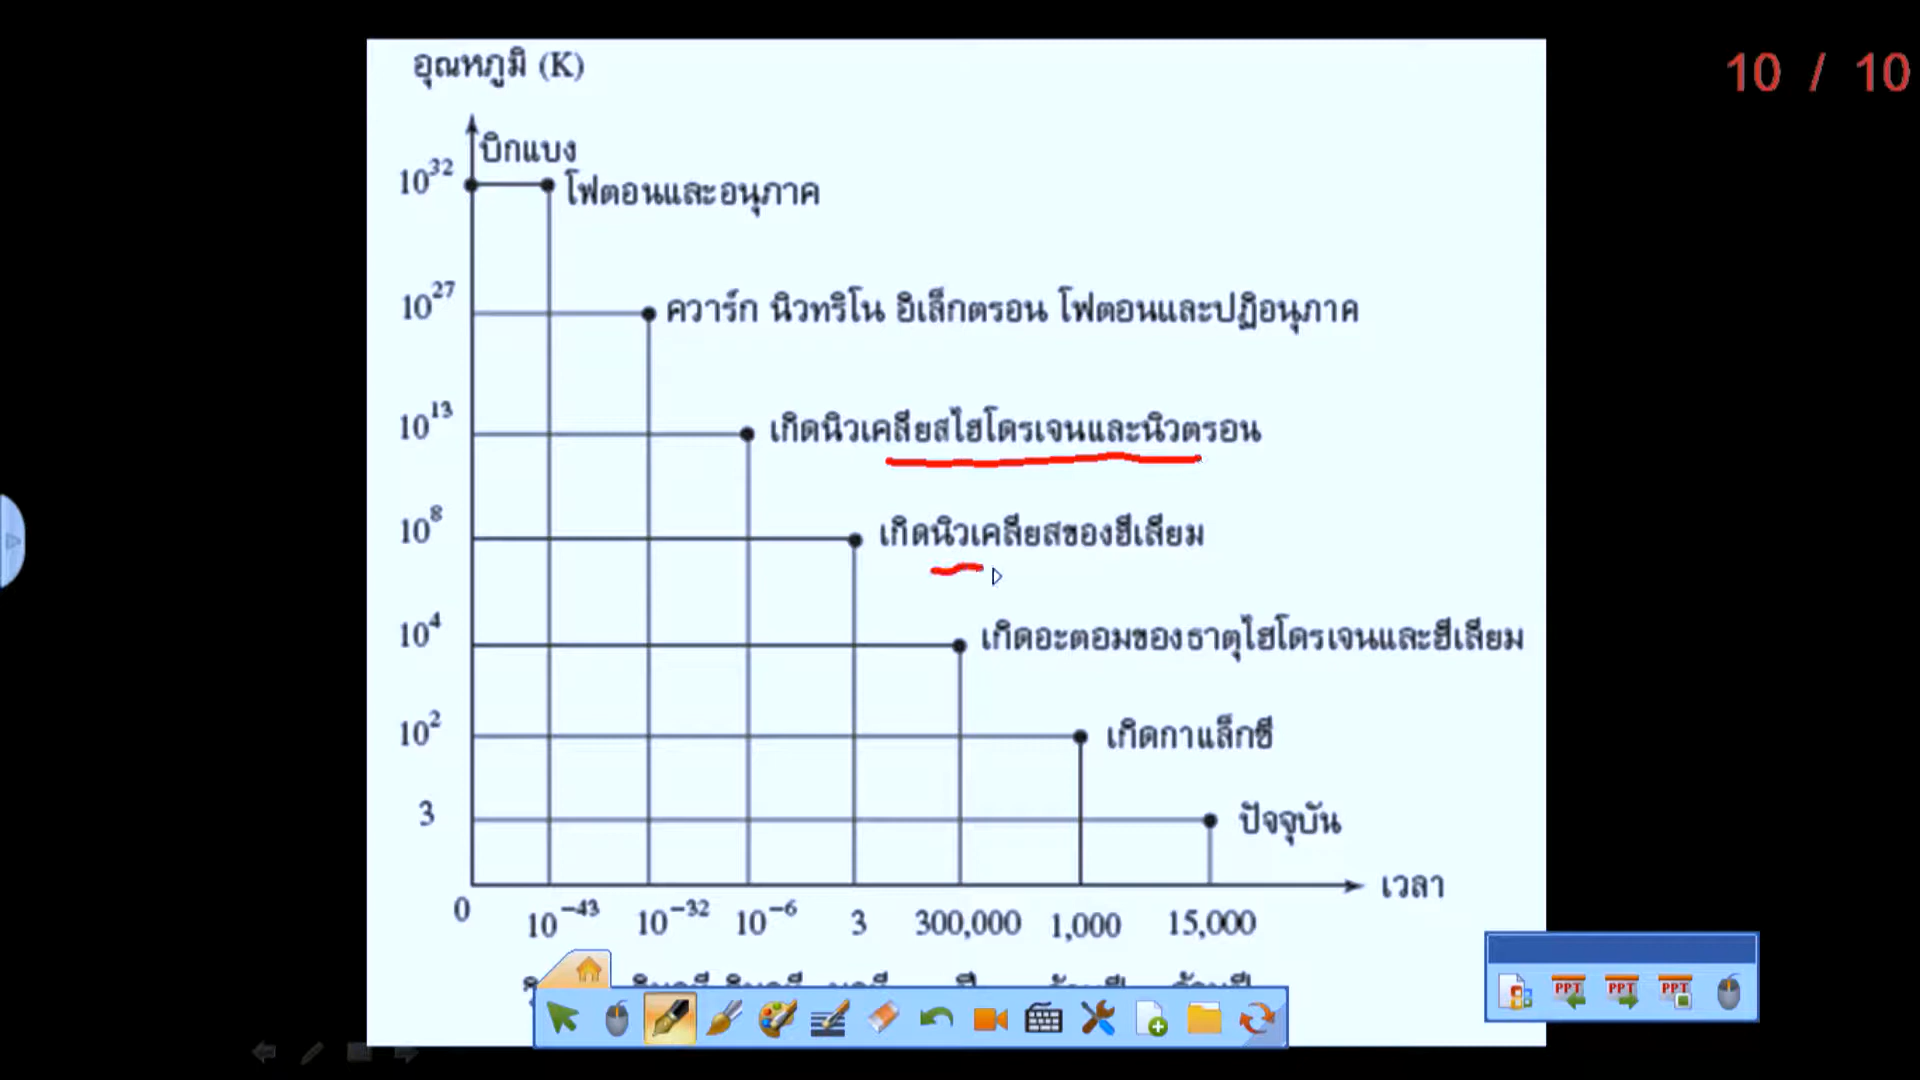 อุณหภูมิ (K)
10 / 10
บิกแบง
10³² โฟตอนและอนุภาค
10²⁷ ควาร์ก นิวทริโน อิเล็กตรอน โฟตอนและปฏิอนุภาค
10¹³ เกิดนิวเคลียสไฮโดรเจนและนิวตรอน
10⁸ เกิดนิวเคลียสของฮีเลียม
10⁴ เกิดอะตอมของธาตุไฮโดรเจนและฮีเลียม
10² เกิดกาแล็กซี
3 ปัจจุบัน
เวลา
0 10⁻⁴³ 10⁻³² 10⁻⁶ 3 300,000 1,000 15,000
PPT PPT PPT